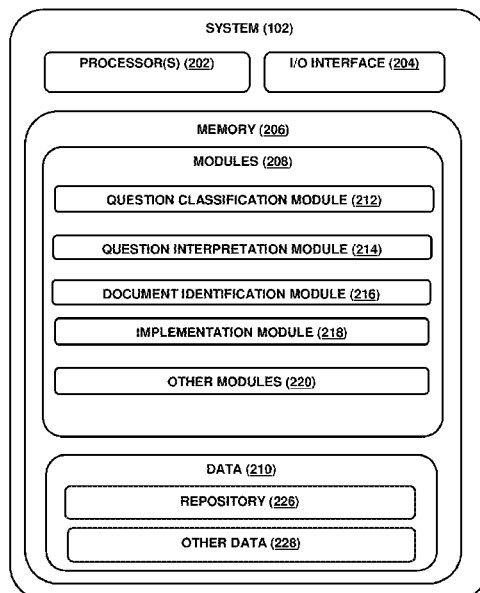 SYSTEM (102)
PROCESSOR(S) (202)
I/O INTERFACE (204)
MEMORY (206)
MODULES (208)
QUESTION CLASSIFICATION MODULE (212)
QUESTION INTERPRETATION MODULE (214)
DOCUMENT IDENTIFICATION MODULE (216)
IMPLEMENTATION MODULE (218)
OTHER MODULES (220)
DATA (210)
REPOSITORY (226)
OTHER DATA (228)